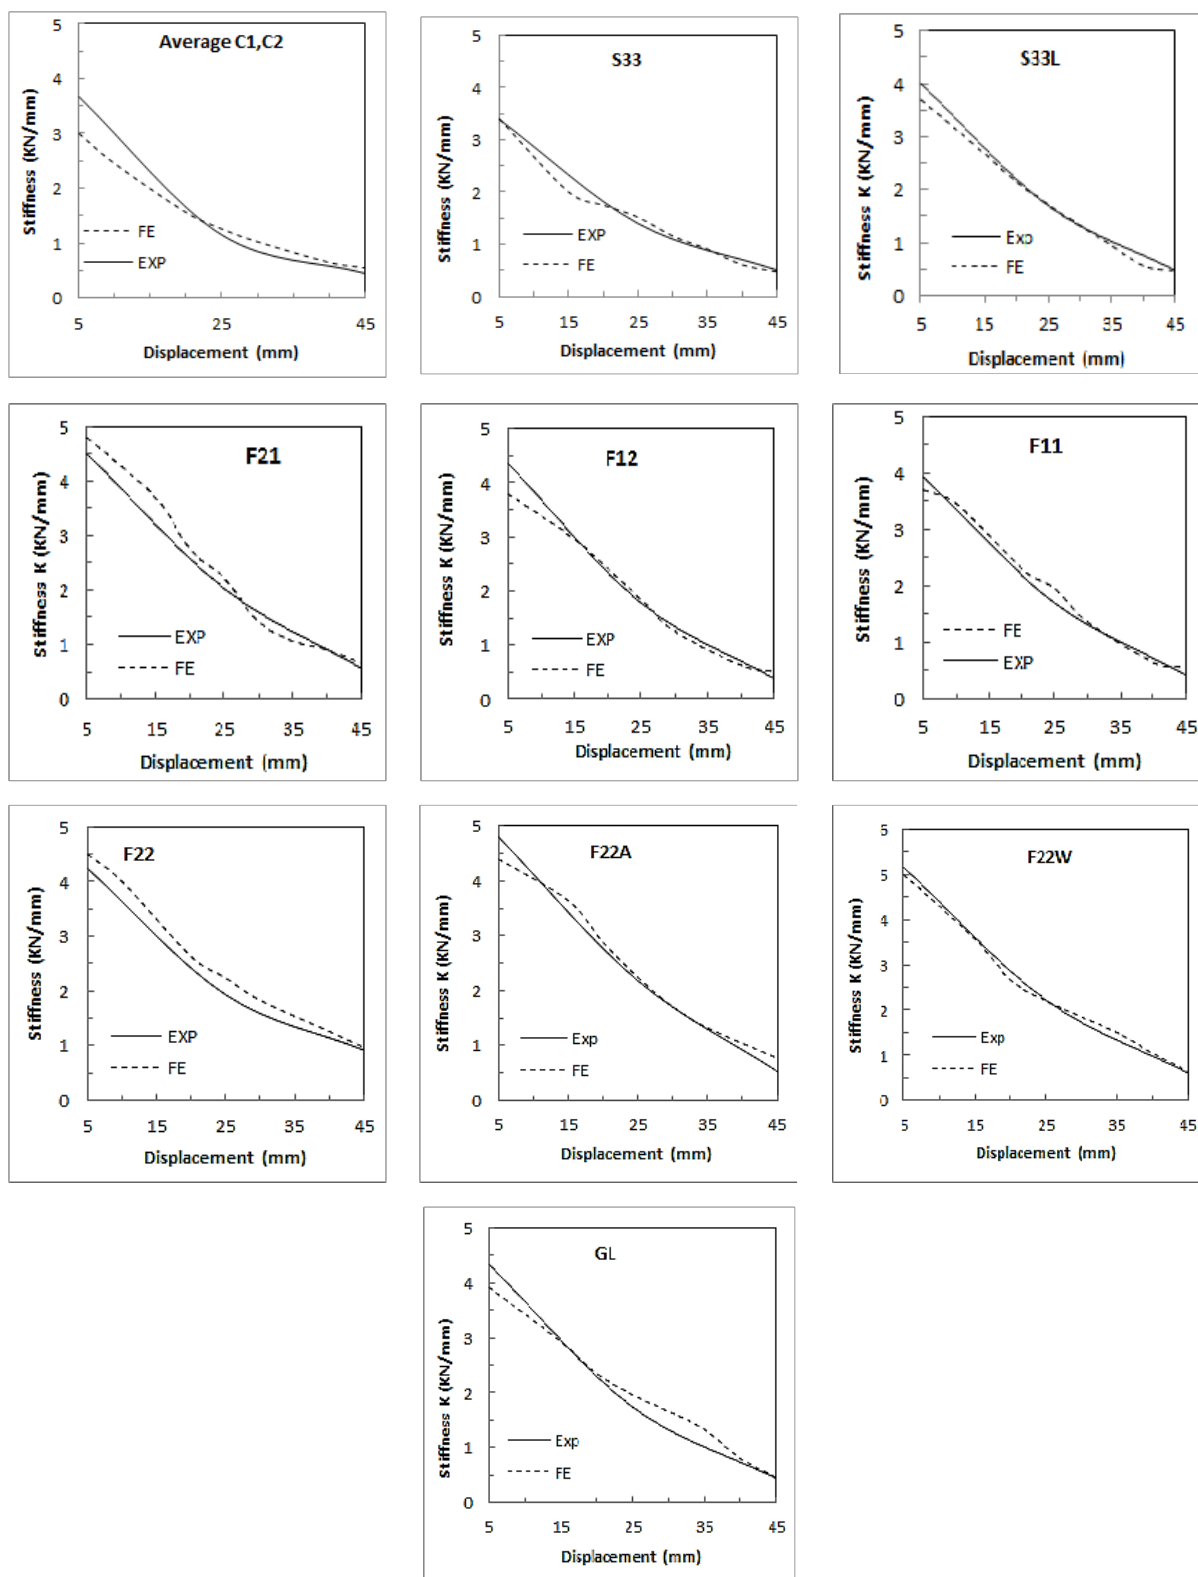 Average C1,C2
Stiffness (KN/mm)
5
4
3
2
1
0
FE
EXP
5 25 45
Displacement (mm)
S33
Stiffness (KN/mm)
5
4
3
2
1
0
EXP
FE
5 15 25 35 45
Displacement (mm)
S33L
Stiffness K (KN/mm)
5
4
3
2
1
0
Exp
FE
5 15 25 35 45
Displacement (mm)
F21
Stiffness K (KN/mm)
5
4
3
2
1
0
EXP
FE
5 15 25 35 45
Displacement (mm)
F12
Stiffness K (KN/mm)
5
4
3
2
1
0
EXP
FE
5 15 25 35 45
Displacement (mm)
F11
Stiffness (KN/mm)
5
4
3
2
1
0
FE
EXP
5 15 25 35 45
Displacement (mm)
F22
Stiffness (KN/mm)
5
4
3
2
1
0
EXP
FE
5 15 25 35 45
Displacement (mm)
F22A
Stiffness K (KN/mm)
5
4
3
2
1
0
Exp
FE
5 15 25 35 45
Displacement (mm)
F22W
Stiffness K (KN/mm)
6
5
4
3
2
1
0
Exp
FE
5 15 25 35 45
Displacement (mm)
GL
Stiffness K (KN/mm)
5
4
3
2
1
0
Exp
FE
5 15 25 35 45
Displacement (mm)